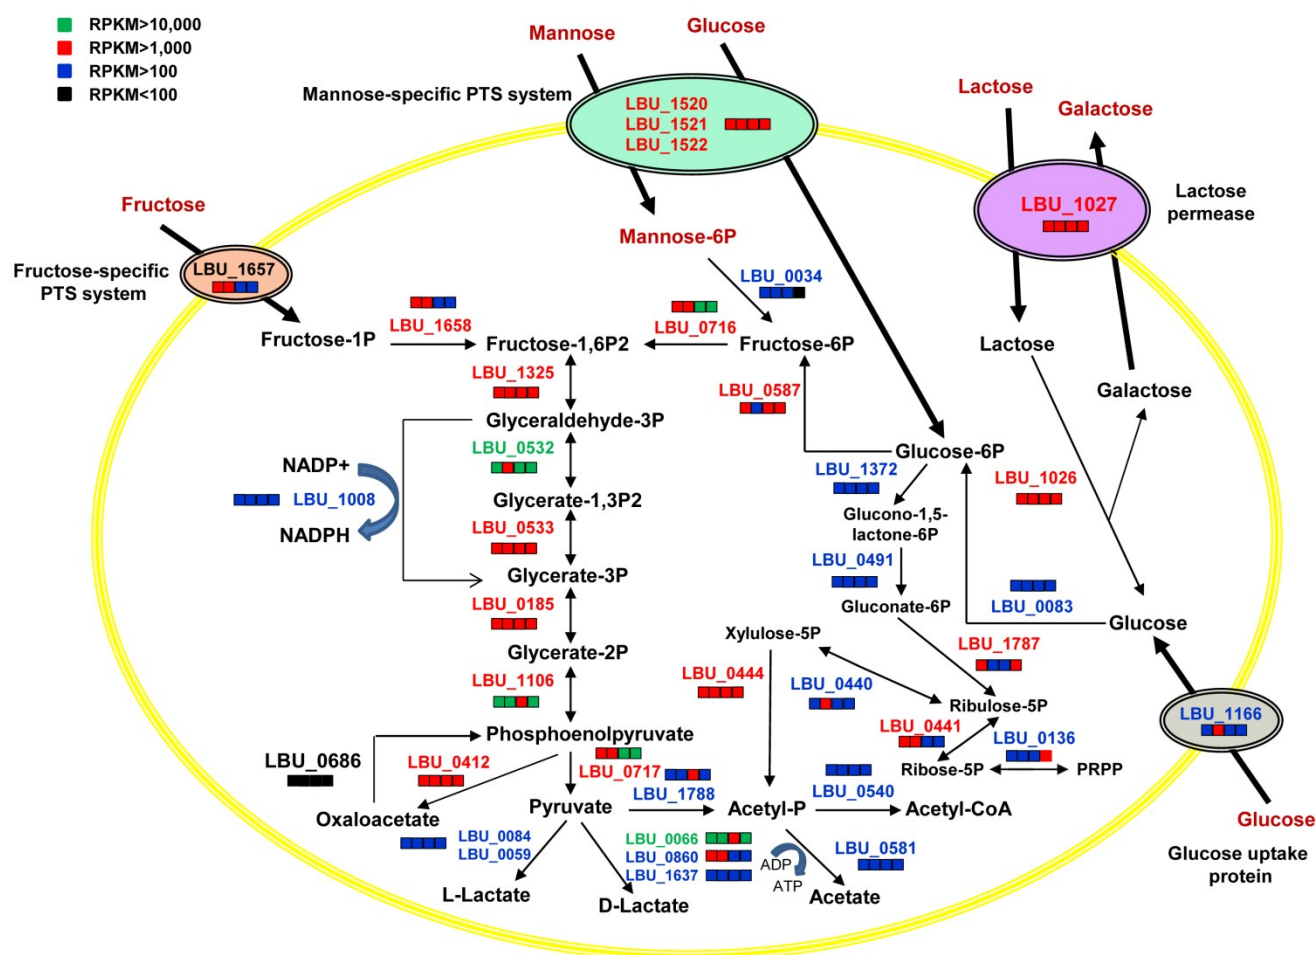 RPKM>10,000
RPKM>1,000
RPKM>100
RPKM<100
Mannose
Glucose
Mannose-specific PTS system
LBU_1520
LBU_1521
LBU_1522
Lactose
Galactose
LBU_1027
Lactose
permease
Fructose
Fructose-specific
PTS system
LBU_1657
Mannose-6P
LBU_0034
Fructose-1P
LBU_1658
Fructose-1,6P2
LBU_0716
Fructose-6P
Lactose
Galactose
LBU_1325
LBU_0587
Glyceraldehyde-3P
LBU_0532
Glucose-6P
NADP+
LBU_1008
NADPH
LBU_1372
LBU_1026
Glycerate-1,3P2
Glucono-1,5-
lactone-6P
LBU_0533
LBU_0491
Glycerate-3P
LBU_0185
Gluconate-6P
LBU_0083
Glucose
Glycerate-2P
Xylulose-5P
LBU_1787
LBU_1106
LBU_0444
LBU_0440
Ribulose-5P
LBU_1166
Phosphoenolpyruvate
LBU_0441
LBU_0136
LBU_0686
LBU_0412
LBU_0717
Ribose-5P
PRPP
LBU_1788
LBU_0540
Oxaloacetate
Pyruvate
Acetyl-P
Acetyl-CoA
Glucose
LBU_0084
LBU_0059
LBU_0066
LBU_0860
LBU_1637
ADP
ATP
LBU_0581
Glucose uptake
protein
L-Lactate
D-Lactate
Acetate